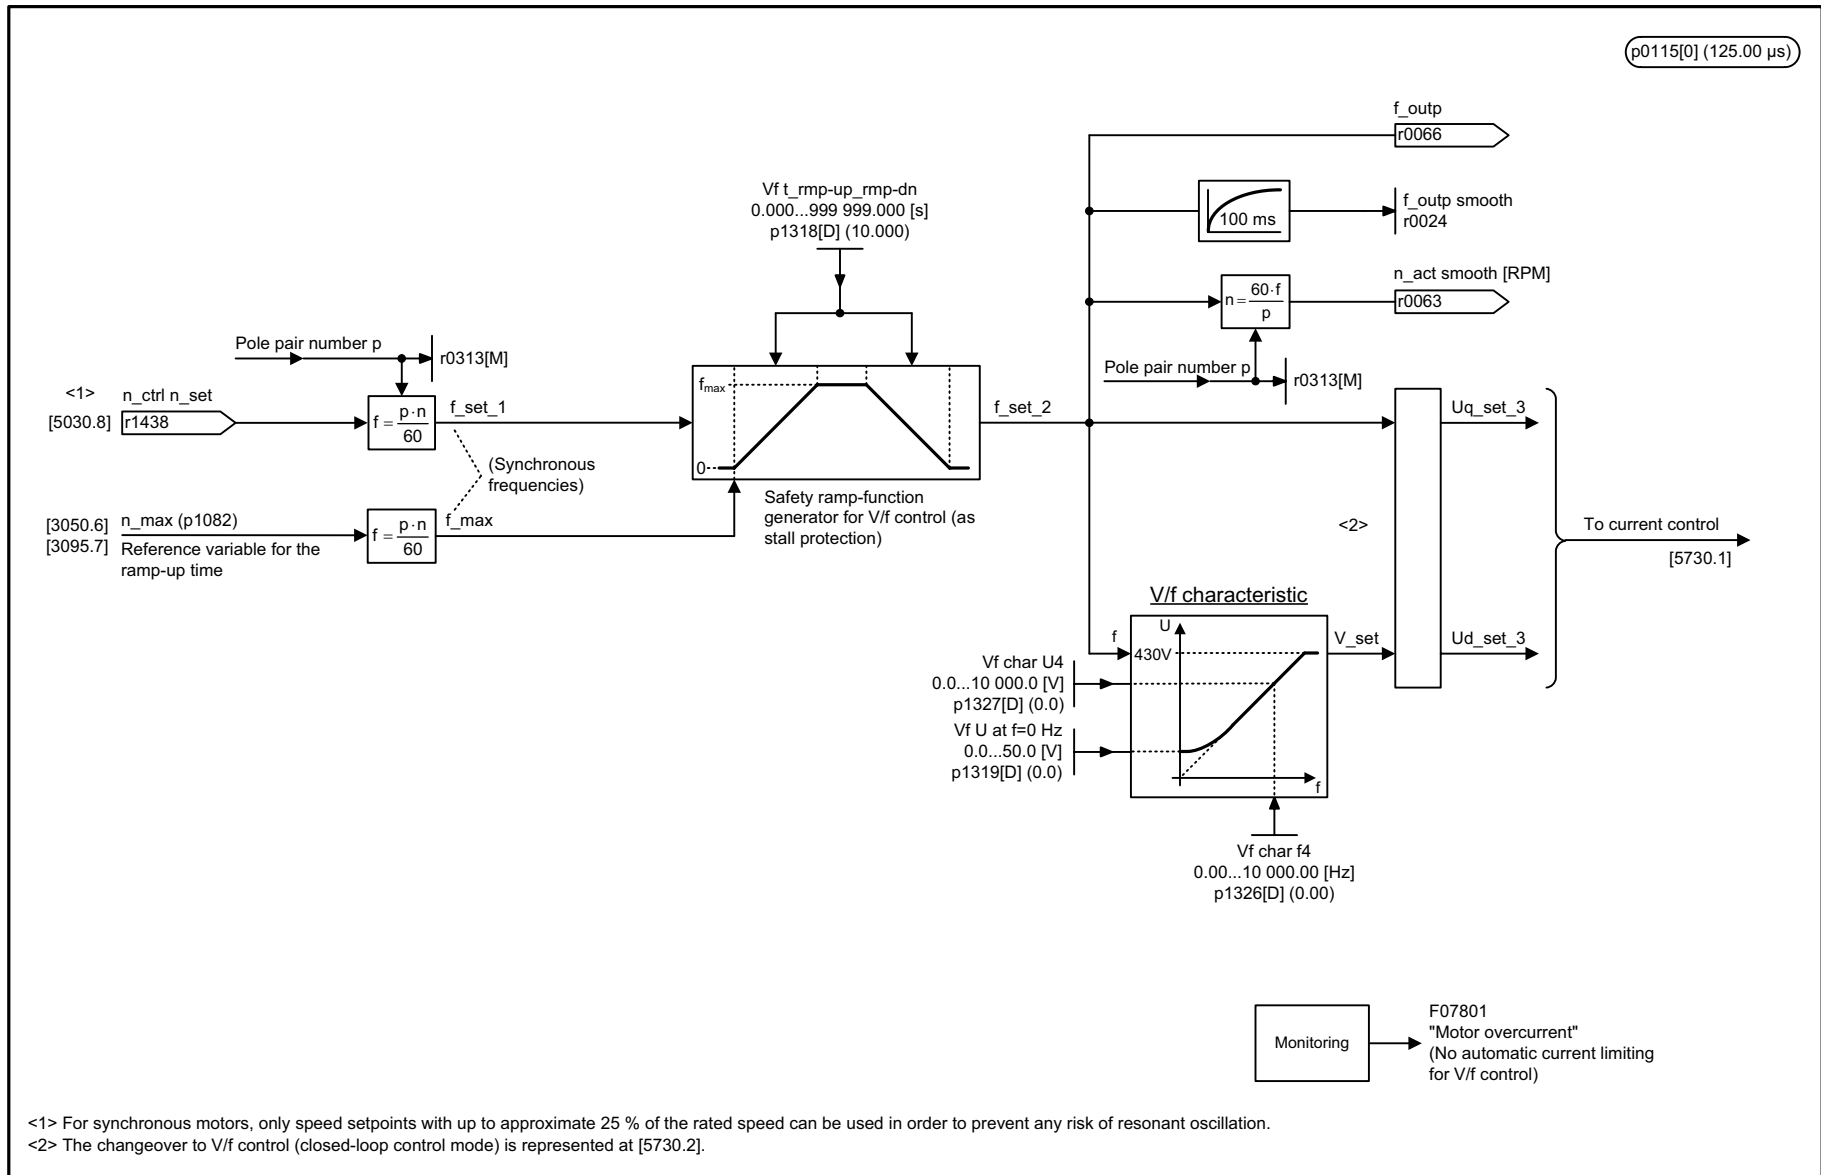 p0115[0] (125.00 µs)
f_outp
r0066
100 ms
f_outp smooth
r0024
n_act smooth [RPM]
n = 60·f
p
r0063
Pole pair number p
r0313[M]
Vf t_rmp-up_rmp-dn
0.000...999 999.000 [s]
p1318[D] (10.000)
Pole pair number p
r0313[M]
<1>
[5030.8]
n_ctrl n_set
r1438
f = p·n
60
f_set_1
(Synchronous
frequencies)
[3050.6]
[3095.7]
n_max (p1082)
Reference variable for the
ramp-up time
f = p·n
60
f_max
fmax
0
Safety ramp-function
generator for V/f control (as
stall protection)
f_set_2
Uq_set_3
<2>
To current control
[5730.1]
V/f characteristic
f
U
430V
f
V_set
Ud_set_3
Vf char U4
0.0...10 000.0 [V]
p1327[D] (0.0)
Vf U at f=0 Hz
0.0...50.0 [V]
p1319[D] (0.0)
Vf char f4
0.00...10 000.00 [Hz]
p1326[D] (0.00)
Monitoring
F07801
"Motor overcurrent"
(No automatic current limiting
for V/f control)
<1> For synchronous motors, only speed setpoints with up to approximate 25 % of the rated speed can be used in order to prevent any risk of resonant oscillation.
<2> The changeover to V/f control (closed-loop control mode) is represented at [5730.2].